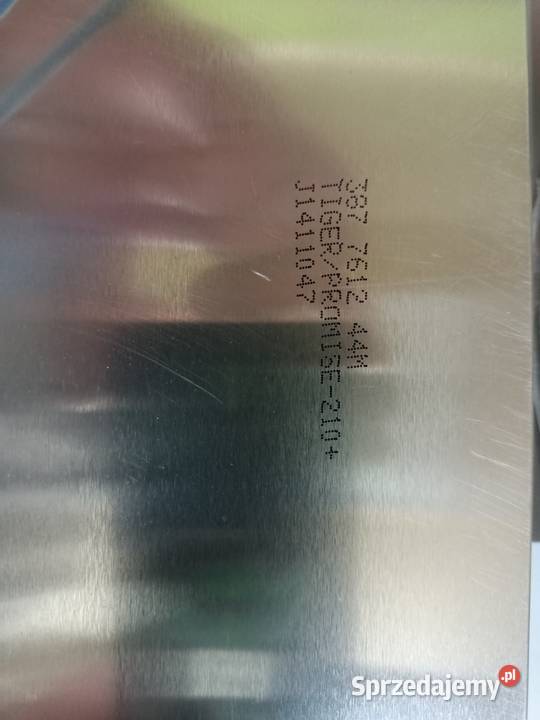 387 7612 44M
TIGER/PROMISE-210+
J1411047
Sprzedajemy.pl